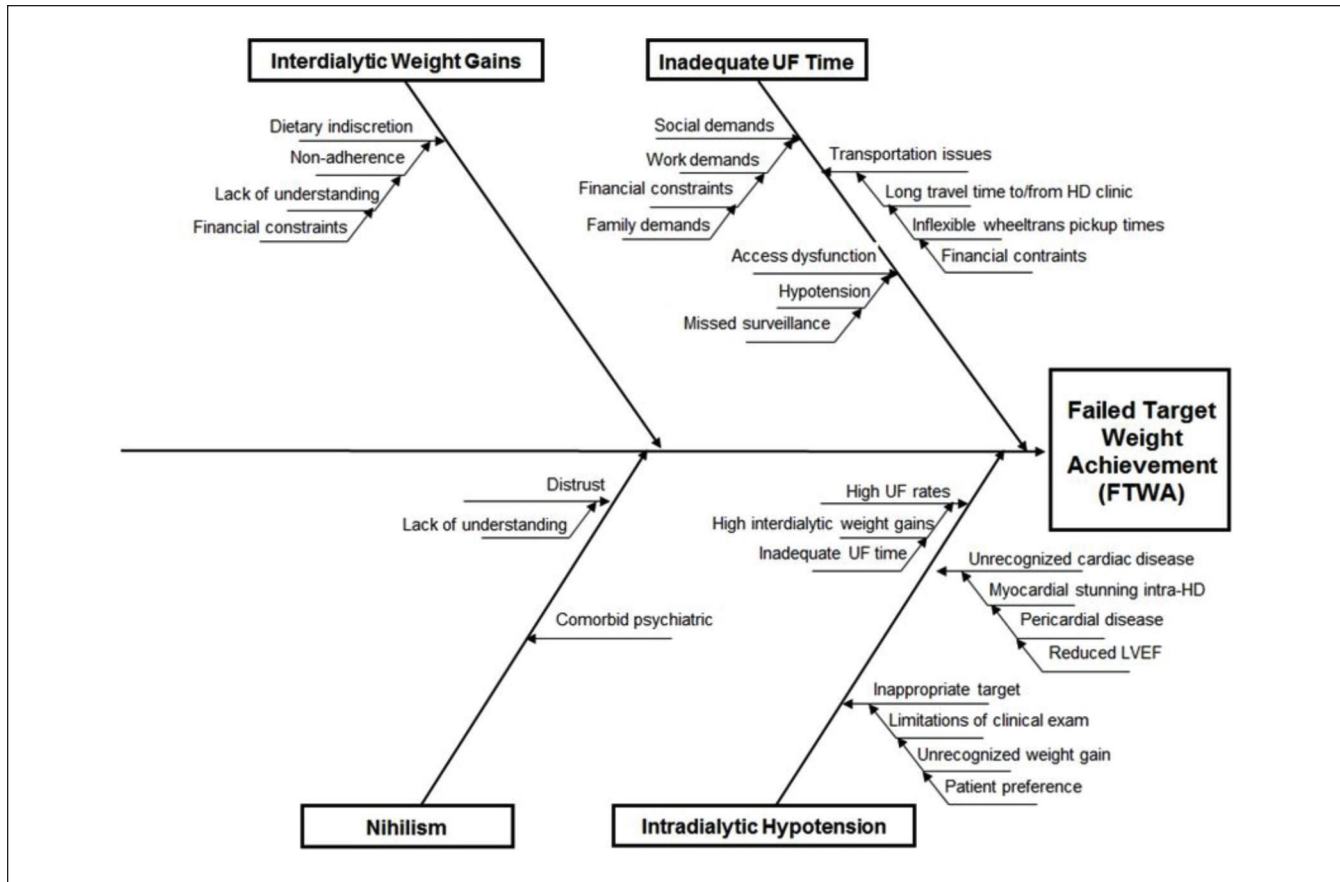 Interdialytic Weight Gains
Dietary indiscretion
Non-adherence
Lack of understanding
Financial constraints
Inadequate UF Time
Social demands
Work demands
Financial constraints
Family demands
Transportation issues
Long travel time to/from HD clinic
Inflexible wheeltrans pickup times
Financial contraints
Access dysfunction
Hypotension
Missed surveillance
Failed Target
Weight
Achievement
(FTWA)
Distrust
Lack of understanding
Comorbid psychiatric
Nihilism
High UF rates
High interdialytic weight gains
Inadequate UF time
Unrecognized cardiac disease
Myocardial stunning intra-HD
Pericardial disease
Reduced LVEF
Inappropriate target
Limitations of clinical exam
Unrecognized weight gain
Patient preference
Intradialytic Hypotension